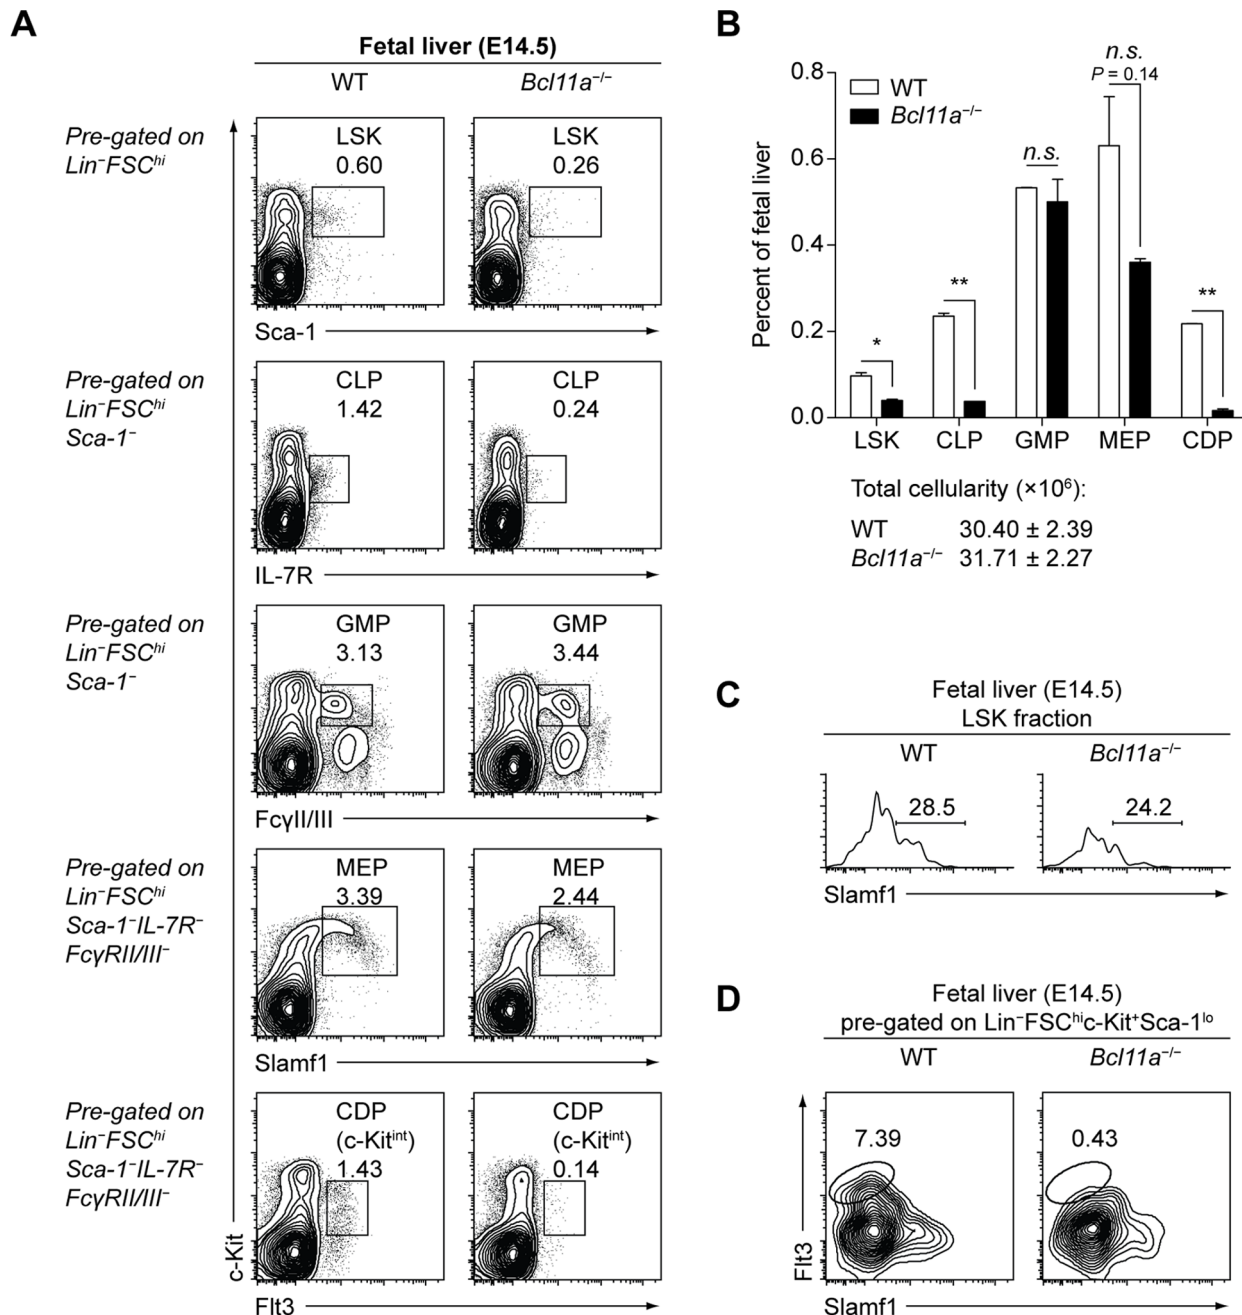 A
Fetal liver (E14.5)
WT Bcl11a⁻/⁻
Pre-gated on
Lin⁻FSCʰⁱ
LSK
0.60
LSK
0.26
Sca-1
Pre-gated on
Lin⁻FSCʰⁱ
Sca-1⁻
CLP
1.42
CLP
0.24
IL-7R
Pre-gated on
Lin⁻FSCʰⁱ
Sca-1⁻
GMP
3.13
GMP
3.44
FcγII/III
Pre-gated on
Lin⁻FSCʰⁱ
Sca-1⁻IL-7R⁻
FcγRII/III⁻
MEP
3.39
MEP
2.44
Slamf1
Pre-gated on
Lin⁻FSCʰⁱ
Sca-1⁻IL-7R⁻
FcγRII/III⁻
CDP
(c-Kitⁱⁿᵗ)
1.43
CDP
(c-Kitⁱⁿᵗ)
0.14
c-Kit
Flt3
B
Percent of fetal liver
0.8
0.6
0.4
0.2
0.0
WT
Bcl11a⁻/⁻
*
**
n.s.
n.s.
P = 0.14
**
LSK CLP GMP MEP CDP
Total cellularity (×10⁶):
WT 30.40 ± 2.39
Bcl11a⁻/⁻ 31.71 ± 2.27
C
Fetal liver (E14.5)
LSK fraction
WT Bcl11a⁻/⁻
28.5 24.2
Slamf1
D
Fetal liver (E14.5)
pre-gated on Lin⁻FSCʰⁱc-Kit⁺Sca-1ˡᵒ
WT Bcl11a⁻/⁻
7.39 0.43
Flt3
Slamf1